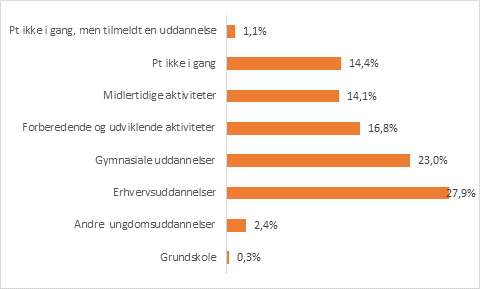 Pt ikke i gang, men tilmeldt en uddannelse 1,1%
Pt ikke i gang 14,4%
Midlertidige aktiviteter 14,1%
Forberedende og udviklende aktiviteter 16,8%
Gymnasiale uddannelser 23,0%
Erhvervsuddannelser 27,9%
Andre ungdomsuddannelser 2,4%
Grundskole 0,3%